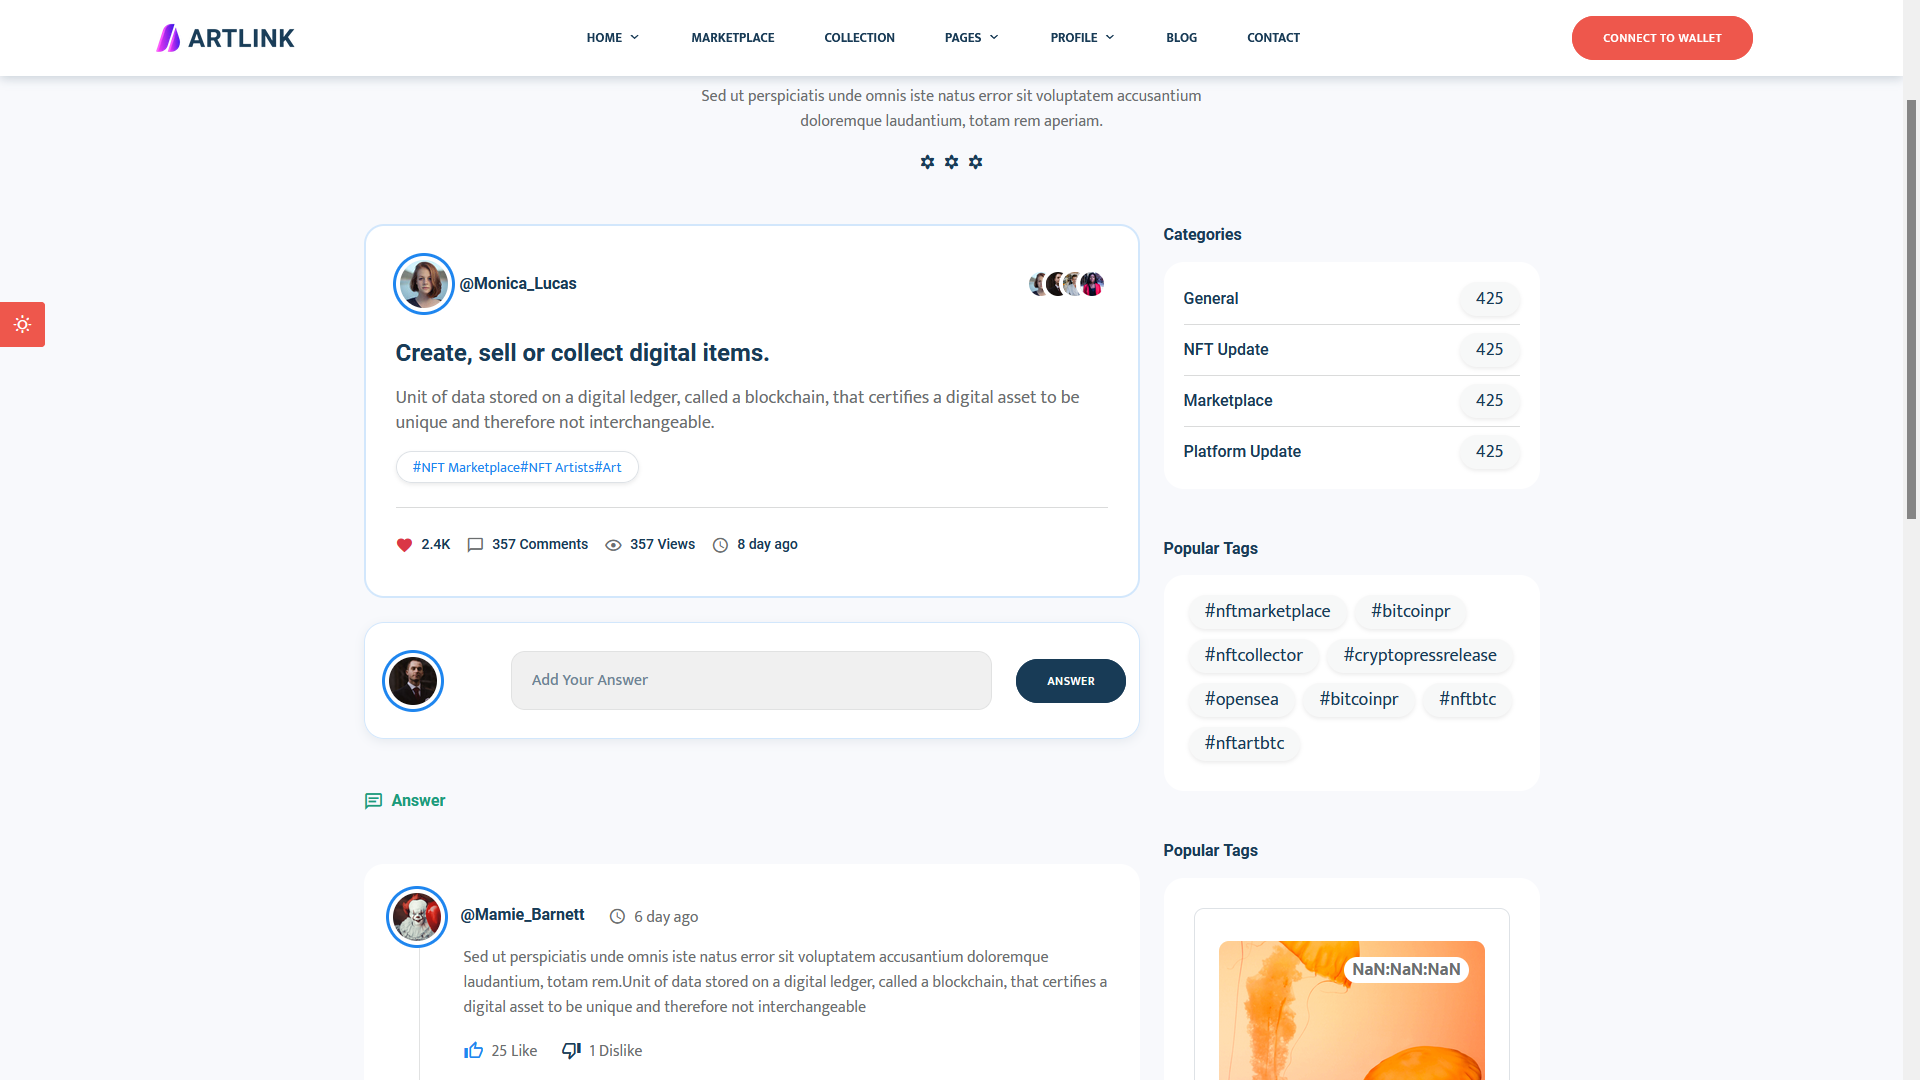 ARTLINK
HOME
MARKETPLACE
COLLECTION
PAGES
PROFILE
BLOG
CONTACT
CONNECT TO WALLET
Sed ut perspiciatis unde omnis iste natus error sit voluptatem accusantium
doloremque laudantium, totam rem aperiam.
@Monica_Lucas
Create, sell or collect digital items.
Unit of data stored on a digital ledger, called a blockchain, that certifies a digital asset to be
unique and therefore not interchangeable.
#NFT Marketplace#NFT Artists#Art
2.4K 357 Comments 357 Views 8 day ago
Add Your Answer
ANSWER
Answer
@Mamie_Barnett 6 day ago
Sed ut perspiciatis unde omnis iste natus error sit voluptatem accusantium doloremque
laudantium, totam rem.Unit of data stored on a digital ledger, called a blockchain, that certifies a
digital asset to be unique and therefore not interchangeable
25 Like 1 Dislike
Categories
General 425
NFT Update 425
Marketplace 425
Platform Update 425
Popular Tags
#nftmarketplace #bitcoinpr
#nftcollector #cryptopressrelease
#opensea #bitcoinpr #nftbtc
#nftartbtc
Popular Tags
NaN:NaN:NaN